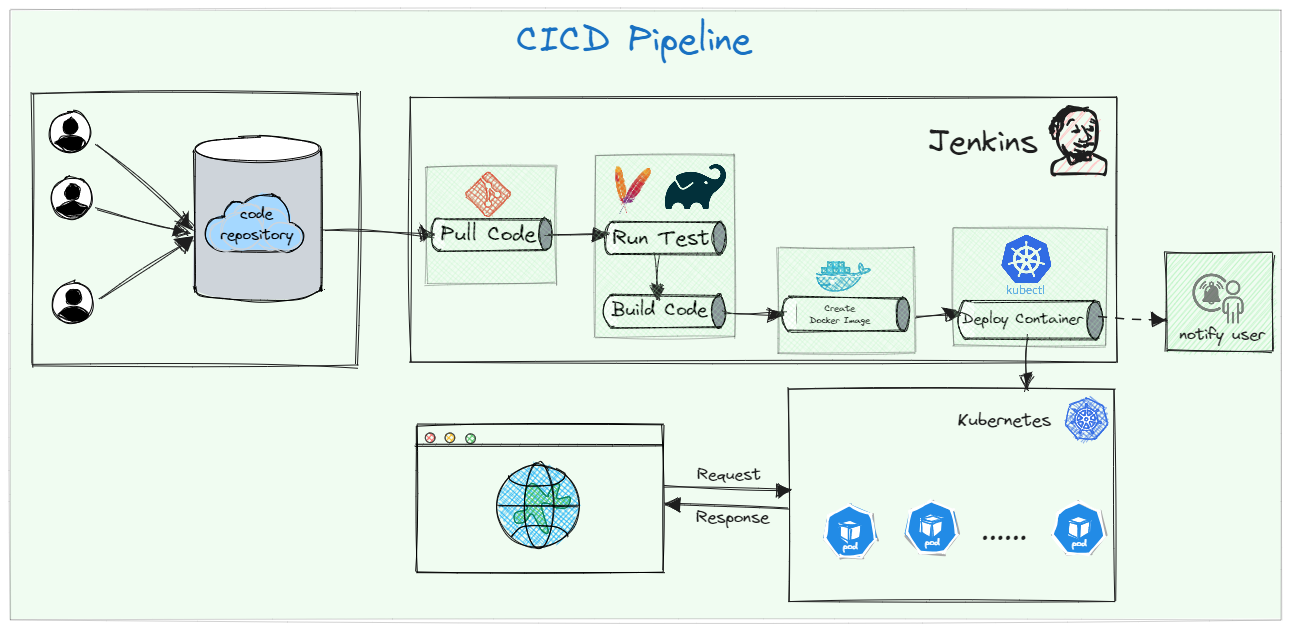 CICD Pipeline
code
repository
Jenkins
Pull Code
Run Test
Build Code
Create
Docker Image
kubectl
Deploy Container
notify user
Kubernetes
Request
Response
pod
pod
......
pod